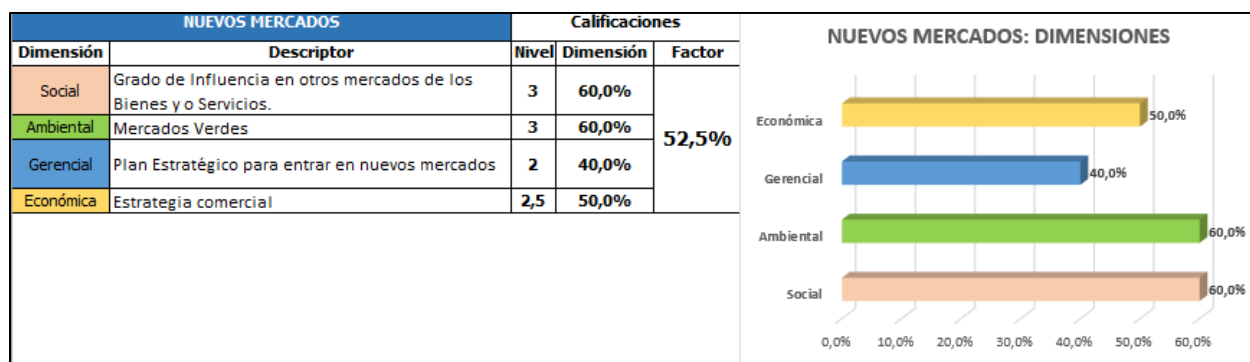 NUEVOS MERCADOS
Calificaciones
Dimensión Descriptor Nivel Dimensión Factor
Social Grado de Influencia en otros mercados de los
Bienes y o Servicios. 3 60,0%
Ambiental Mercados Verdes 3 60,0%
52,5%
Gerencial Plan Estratégico para entrar en nuevos mercados 2 40,0%
Económica Estrategia comercial 2,5 50,0%
NUEVOS MERCADOS: DIMENSIONES
Económica 50,0%
Gerencial 40,0%
Ambiental 60,0%
Social 60,0%
0,0% 10,0% 20,0% 30,0% 40,0% 50,0% 60,0%